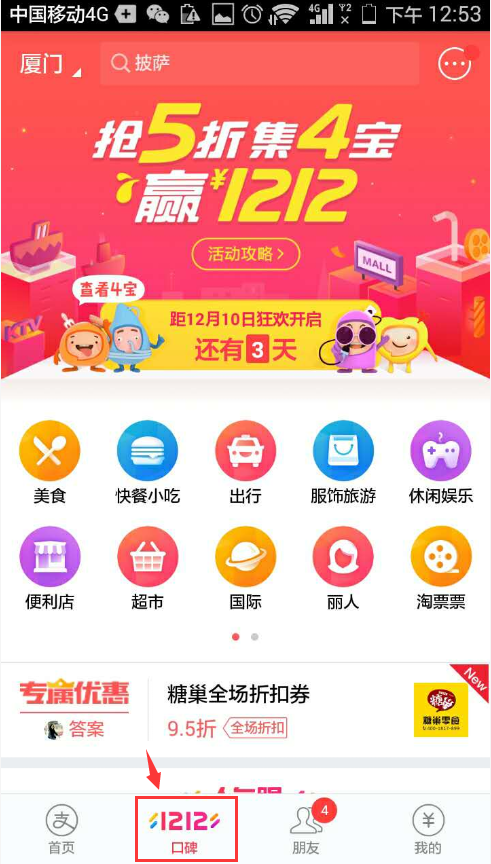 中国移动4G 4G 下午 12:53
厦门 披萨
抢5折集4宝
赢¥1212
活动攻略 >
MALL
查看4宝
KTV
距12月10日狂欢开启
还有3天
美食 快餐小吃 出行 服饰旅游 休闲娱乐
便利店 超市 国际 丽人 淘票票
专属优惠
答案
糖巢全场折扣券
9.5折 全场折扣
New
糖巢
糖巢零食
1212
4
首页 口碑 朋友 我的